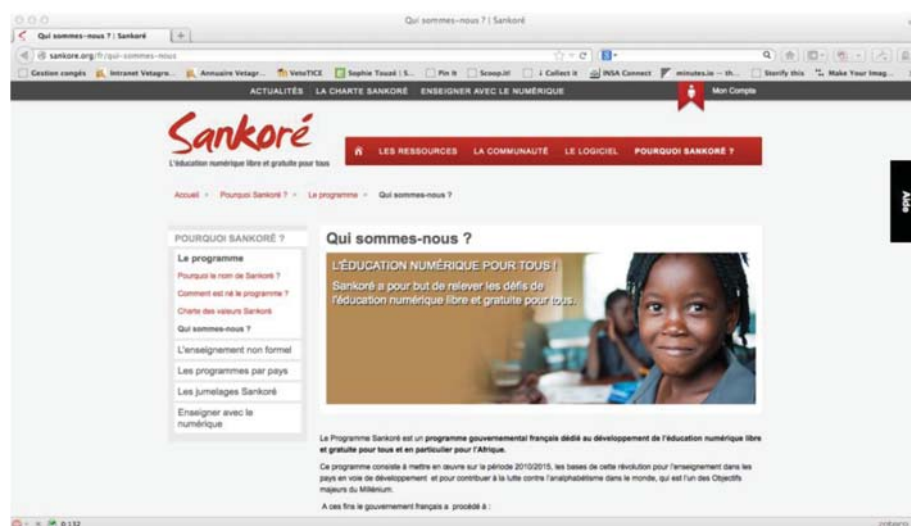 Qui sommes-nous ? | Sankoré
Qui sommes-nous ? | Sankoré
sankore.org/fr/qui-sommes-nous
Gestion congés Intranet Vetagro... Annuaire Vetagr... VetoTICE Sophie Touzé | S... Pin It Scoop.it! i Collect it INSA Connect minutes.io — th... Storify this Make Your Imag...
ACTUALITÉS LA CHARTE SANKORÉ ENSEIGNER AVEC LE NUMÉRIQUE Mon Compte
Sankoré
L'éducation numérique libre et gratuite pour tous
LES RESSOURCES LA COMMUNAUTÉ LE LOGICIEL POURQUOI SANKORÉ ?
Aide
Accueil Pourquoi Sankoré ? Le programme Qui sommes-nous ?
POURQUOI SANKORÉ ?
Le programme
Pourquoi le nom de Sankoré ?
Comment est né le programme ?
Charte des valeurs Sankoré
Qui sommes-nous ?
L'enseignement non formel
Les programmes par pays
Les jumelages Sankoré
Enseigner avec le
numérique
Qui sommes-nous ?
L'ÉDUCATION NUMÉRIQUE POUR TOUS !
Sankoré a pour but de relever les défis de
l'éducation numérique libre et gratuite pour tous.
Le Programme Sankoré est un programme gouvernemental français dédié au développement de l'éducation numérique libre
et gratuite pour tous et en particulier pour l'Afrique.
Ce programme consiste à mettre en œuvre sur la période 2010/2015, les bases de cette révolution pour l'enseignement dans les
pays en voie de développement et pour contribuer à la lutte contre l'analphabétisme dans le monde, qui est l'un des Objectifs
majeurs du Millénium.
A ces fins le gouvernement français a procédé à :